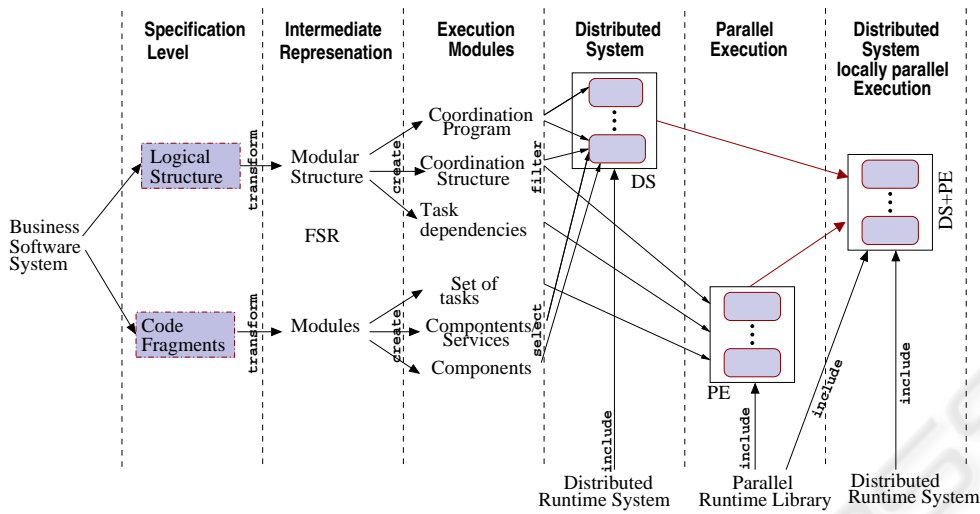 Specification
Level
Intermediate
Represenation
Execution
Modules
Distributed
System
Parallel
Execution
Distributed
System
locally parallel
Execution
Business
Software
System
Logical
Structure
transform
Modular
Structure
FSR
create
Coordination
Program
Coordination
Structure
Task
dependencies
filter
DS
DS+PE
Code
Fragments
transform
Modules
create
Set of
tasks
Components/
Services
Components
select
PE
include
include
include
include
Distributed
Runtime System
Parallel
Runtime Library
Distributed
Runtime System